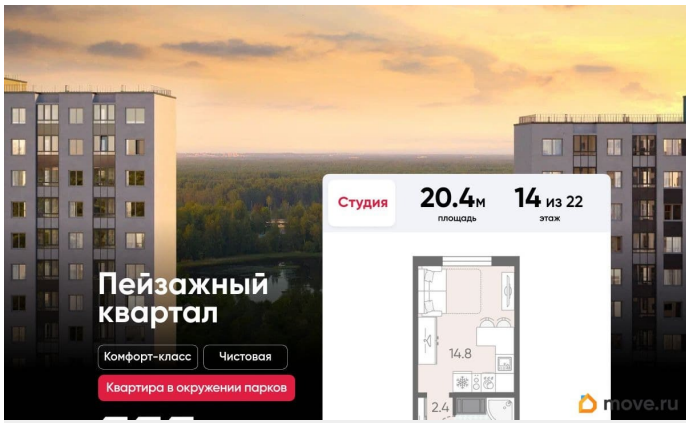 Студия
20.4м
площадь
14 из 22
этаж
Пейзажный
квартал
Комфорт-класс
Чистовая
Квартира в окружении парков
14.8
2.4
move.ru